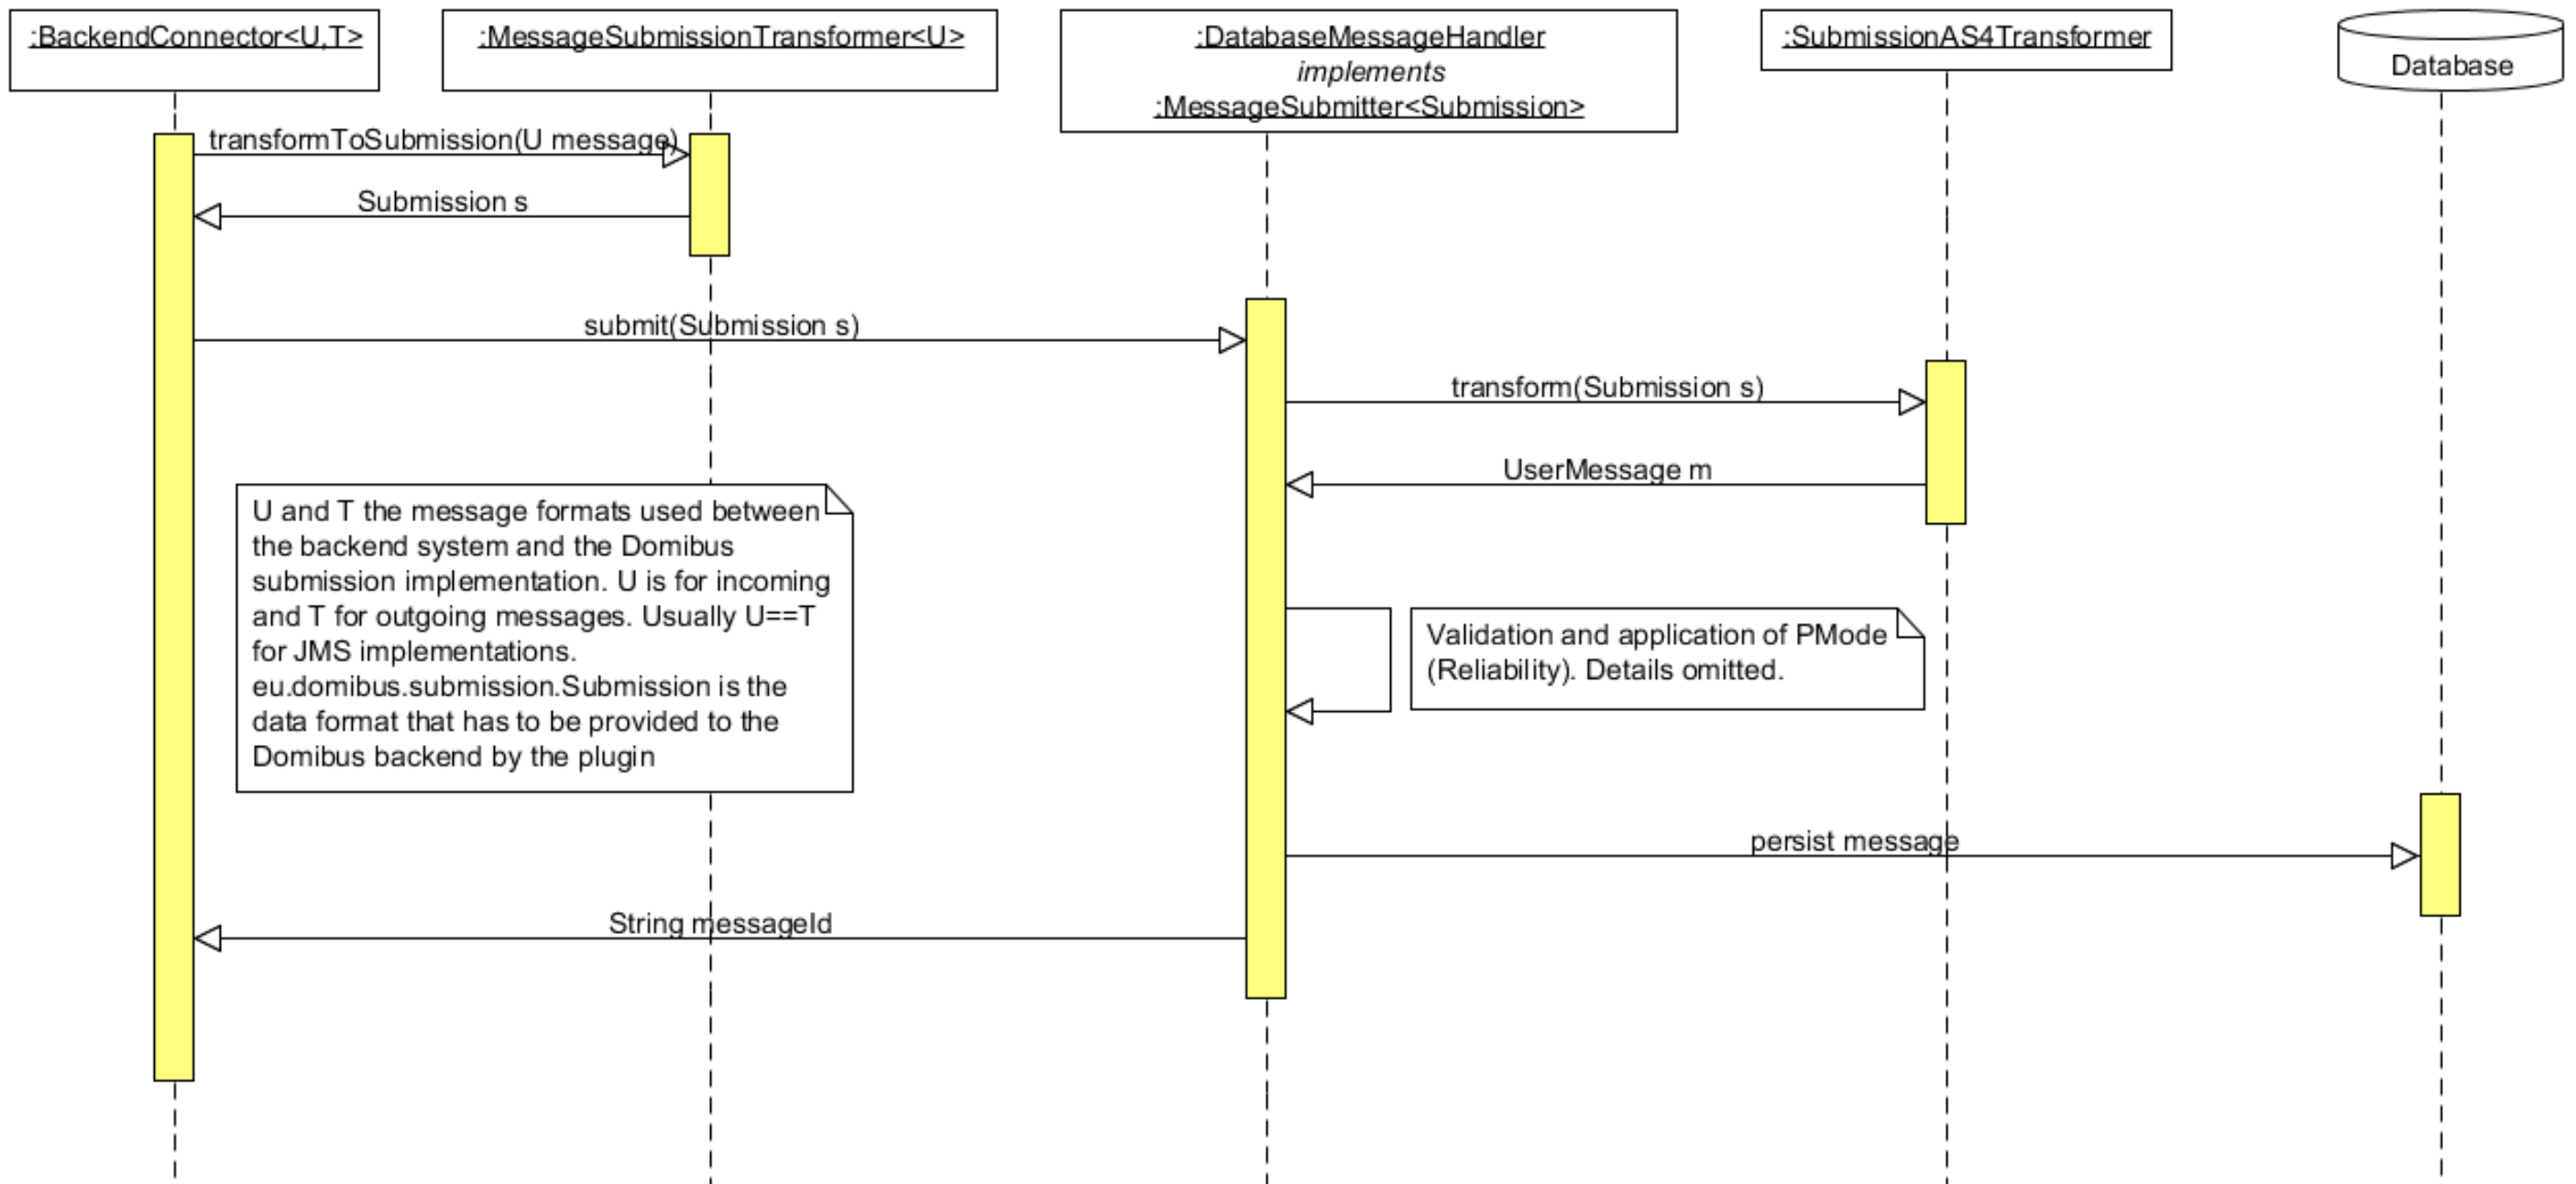 :BackendConnector<U,T>
:MessageSubmissionTransformer<U>
:DatabaseMessageHandler
implements
:MessageSubmitter<Submission>
:SubmissionAS4Transformer
Database
transformToSubmission(U message)
Submission s
submit(Submission s)
transform(Submission s)
UserMessage m
U and T the message formats used between
the backend system and the Domibus
submission implementation. U is for incoming
and T for outgoing messages. Usually U==T
for JMS implementations.
eu.domibus.submission.Submission is the
data format that has to be provided to the
Domibus backend by the plugin
Validation and application of PMode
(Reliability). Details omitted.
persist message
String messageId